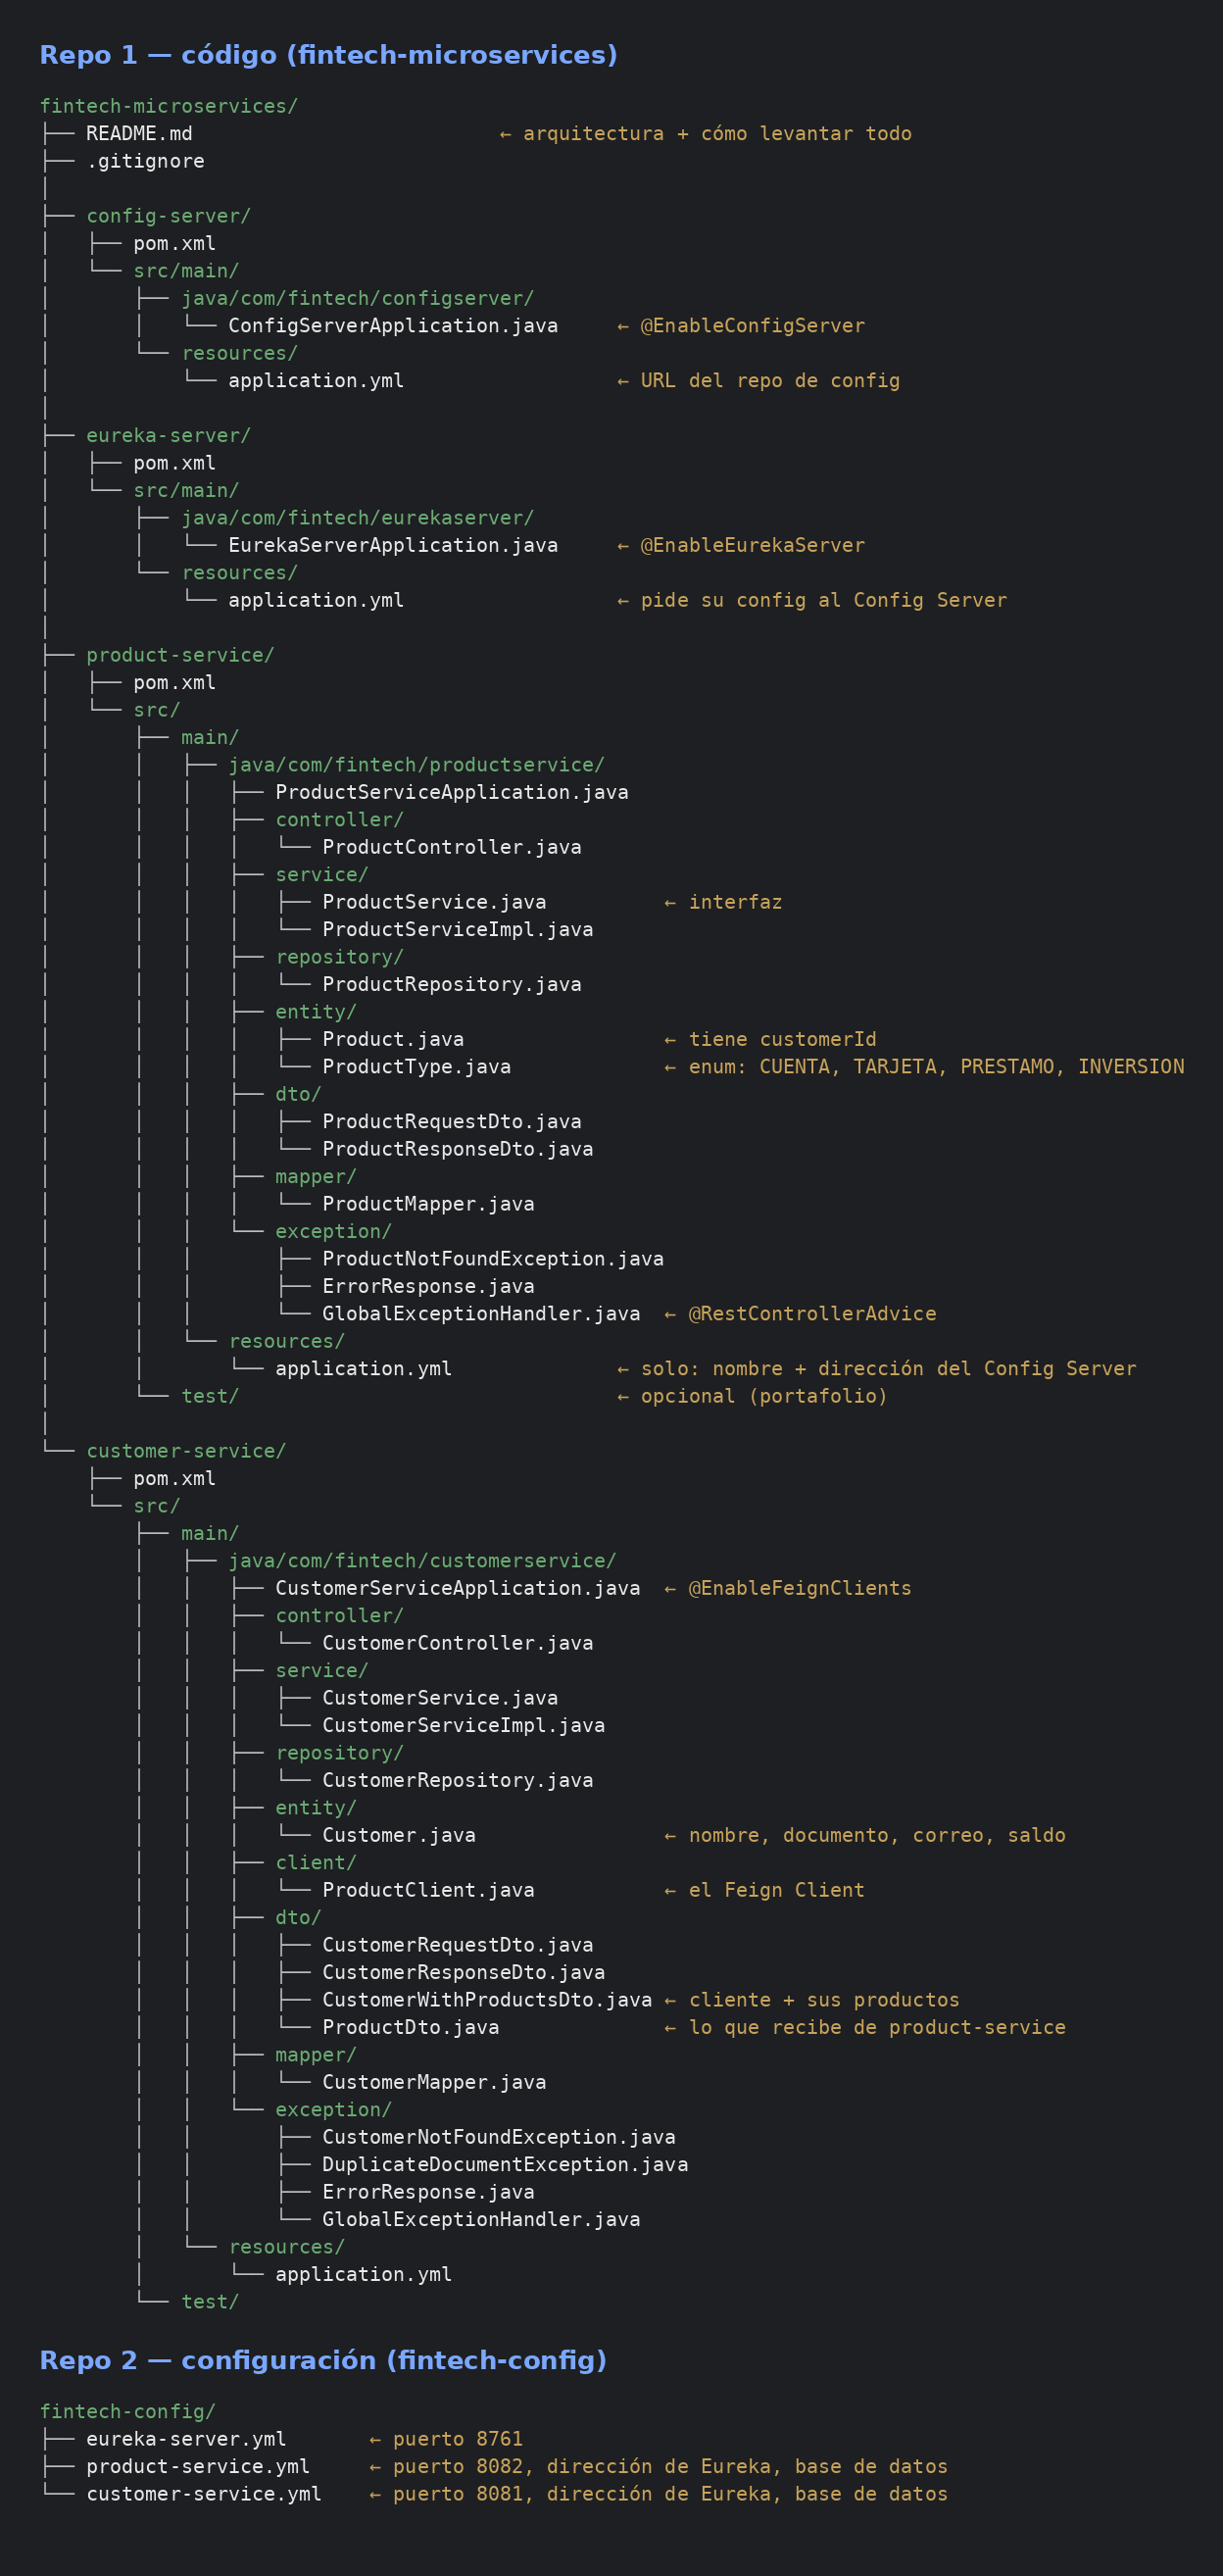 Repo 1 — código (fintech-microservices)
fintech-microservices/
├── README.md                          ← arquitectura + cómo levantar todo
├── .gitignore
│
├── config-server/
│   ├── pom.xml
│   └── src/main/
│       ├── java/com/fintech/configserver/
│       │   └── ConfigServerApplication.java     ← @EnableConfigServer
│       └── resources/
│           └── application.yml                  ← URL del repo de config
│
├── eureka-server/
│   ├── pom.xml
│   └── src/main/
│       ├── java/com/fintech/eurekaserver/
│       │   └── EurekaServerApplication.java     ← @EnableEurekaServer
│       └── resources/
│           └── application.yml                  ← pide su config al Config Server
│
├── product-service/
│   ├── pom.xml
│   └── src/
│       ├── main/
│       │   ├── java/com/fintech/productservice/
│       │   │   ├── ProductServiceApplication.java
│       │   │   ├── controller/
│       │   │   │   └── ProductController.java
│       │   │   ├── service/
│       │   │   │   ├── ProductService.java          ← interfaz
│       │   │   │   └── ProductServiceImpl.java
│       │   │   ├── repository/
│       │   │   │   └── ProductRepository.java
│       │   │   ├── entity/
│       │   │   │   ├── Product.java                 ← tiene customerId
│       │   │   │   └── ProductType.java             ← enum: CUENTA, TARJETA, PRESTAMO, INVERSION
│       │   │   ├── dto/
│       │   │   │   ├── ProductRequestDto.java
│       │   │   │   └── ProductResponseDto.java
│       │   │   ├── mapper/
│       │   │   │   └── ProductMapper.java
│       │   │   └── exception/
│       │   │       ├── ProductNotFoundException.java
│       │   │       ├── ErrorResponse.java
│       │   │       └── GlobalExceptionHandler.java  ← @RestControllerAdvice
│       │   └── resources/
│       │       └── application.yml              ← solo: nombre + dirección del Config Server
│       └── test/                                ← opcional (portafolio)
│
└── customer-service/
    ├── pom.xml
    └── src/
        ├── main/
        │   ├── java/com/fintech/customerservice/
        │   │   ├── CustomerServiceApplication.java  ← @EnableFeignClients
        │   │   ├── controller/
        │   │   │   └── CustomerController.java
        │   │   ├── service/
        │   │   │   ├── CustomerService.java
        │   │   │   └── CustomerServiceImpl.java
        │   │   ├── repository/
        │   │   │   └── CustomerRepository.java
        │   │   ├── entity/
        │   │   │   └── Customer.java                ← nombre, documento, correo, saldo
        │   │   ├── client/
        │   │   │   └── ProductClient.java           ← el Feign Client
        │   │   ├── dto/
        │   │   │   ├── CustomerRequestDto.java
        │   │   │   ├── CustomerResponseDto.java
        │   │   │   ├── CustomerWithProductsDto.java ← cliente + sus productos
        │   │   │   └── ProductDto.java              ← lo que recibe de product-service
        │   │   ├── mapper/
        │   │   │   └── CustomerMapper.java
        │   │   └── exception/
        │   │       ├── CustomerNotFoundException.java
        │   │       ├── DuplicateDocumentException.java
        │   │       ├── ErrorResponse.java
        │   │       └── GlobalExceptionHandler.java
        │   └── resources/
        │       └── application.yml
        └── test/
Repo 2 — configuración (fintech-config)
fintech-config/
├── eureka-server.yml       ← puerto 8761
├── product-service.yml     ← puerto 8082, dirección de Eureka, base de datos
└── customer-service.yml    ← puerto 8081, dirección de Eureka, base de datos